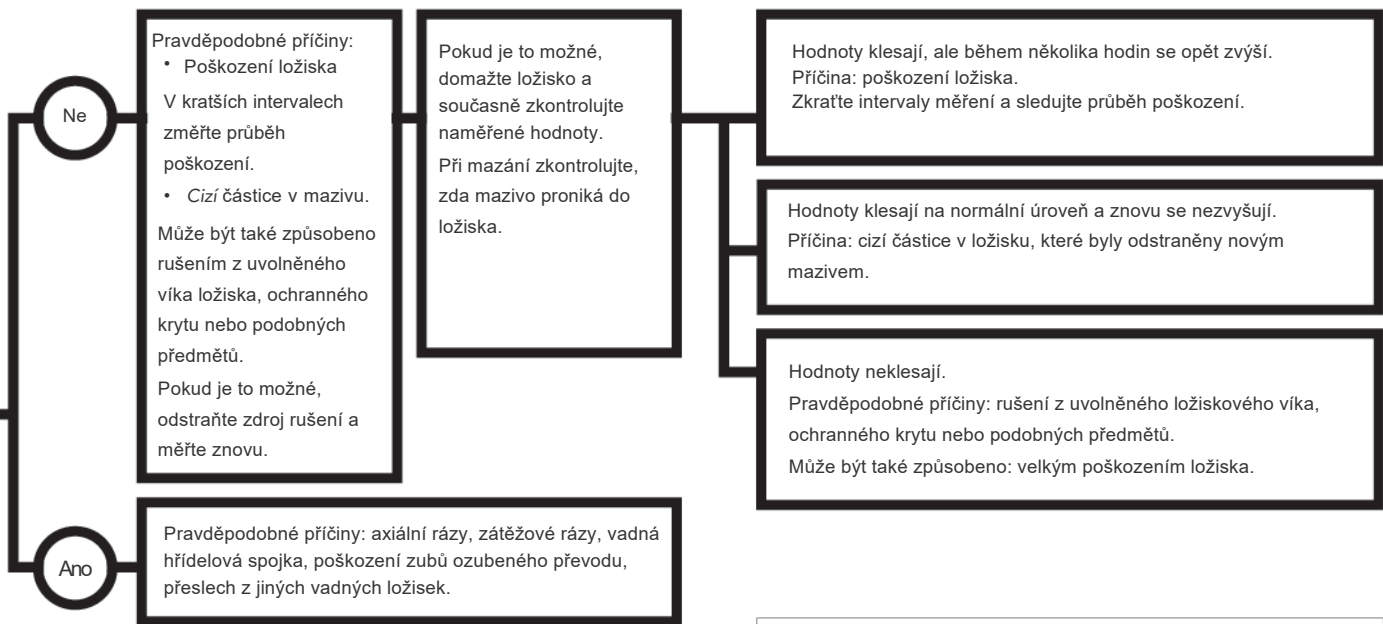 Ne
Pravděpodobné příčiny:
• Poškození ložiska
V kratších intervalech
změřte průběh
poškození.
• Cizí částice v mazivu.
Může být také způsobeno
rušením z uvolněného
víka ložiska, ochranného
krytu nebo podobných
předmětů.
Pokud je to možné,
odstraňte zdroj rušení a
měřte znovu.
Pokud je to možné,
domažte ložisko a
současně zkontrolujte
naměřené hodnoty.
Při mazání zkontrolujte,
zda mazivo proniká do
ložiska.
Hodnoty klesají, ale během několika hodin se opět zvýší.
Příčina: poškození ložiska.
Zkraťte intervaly měření a sledujte průběh poškození.
Hodnoty klesají na normální úroveň a znovu se nezvyšují.
Příčina: cizí částice v ložisku, které byly odstraněny novým
mazivem.
Hodnoty neklesají.
Pravděpodobné příčiny: rušení z uvolněného ložiskového víka,
ochranného krytu nebo podobných předmětů.
Může být také způsobeno: velkým poškozením ložiska.
Ano
Pravděpodobné příčiny: axiální rázy, zátěžové rázy, vadná
hřídelová spojka, poškození zubů ozubeného převodu,
přeslech z jiných vadných ložisek.